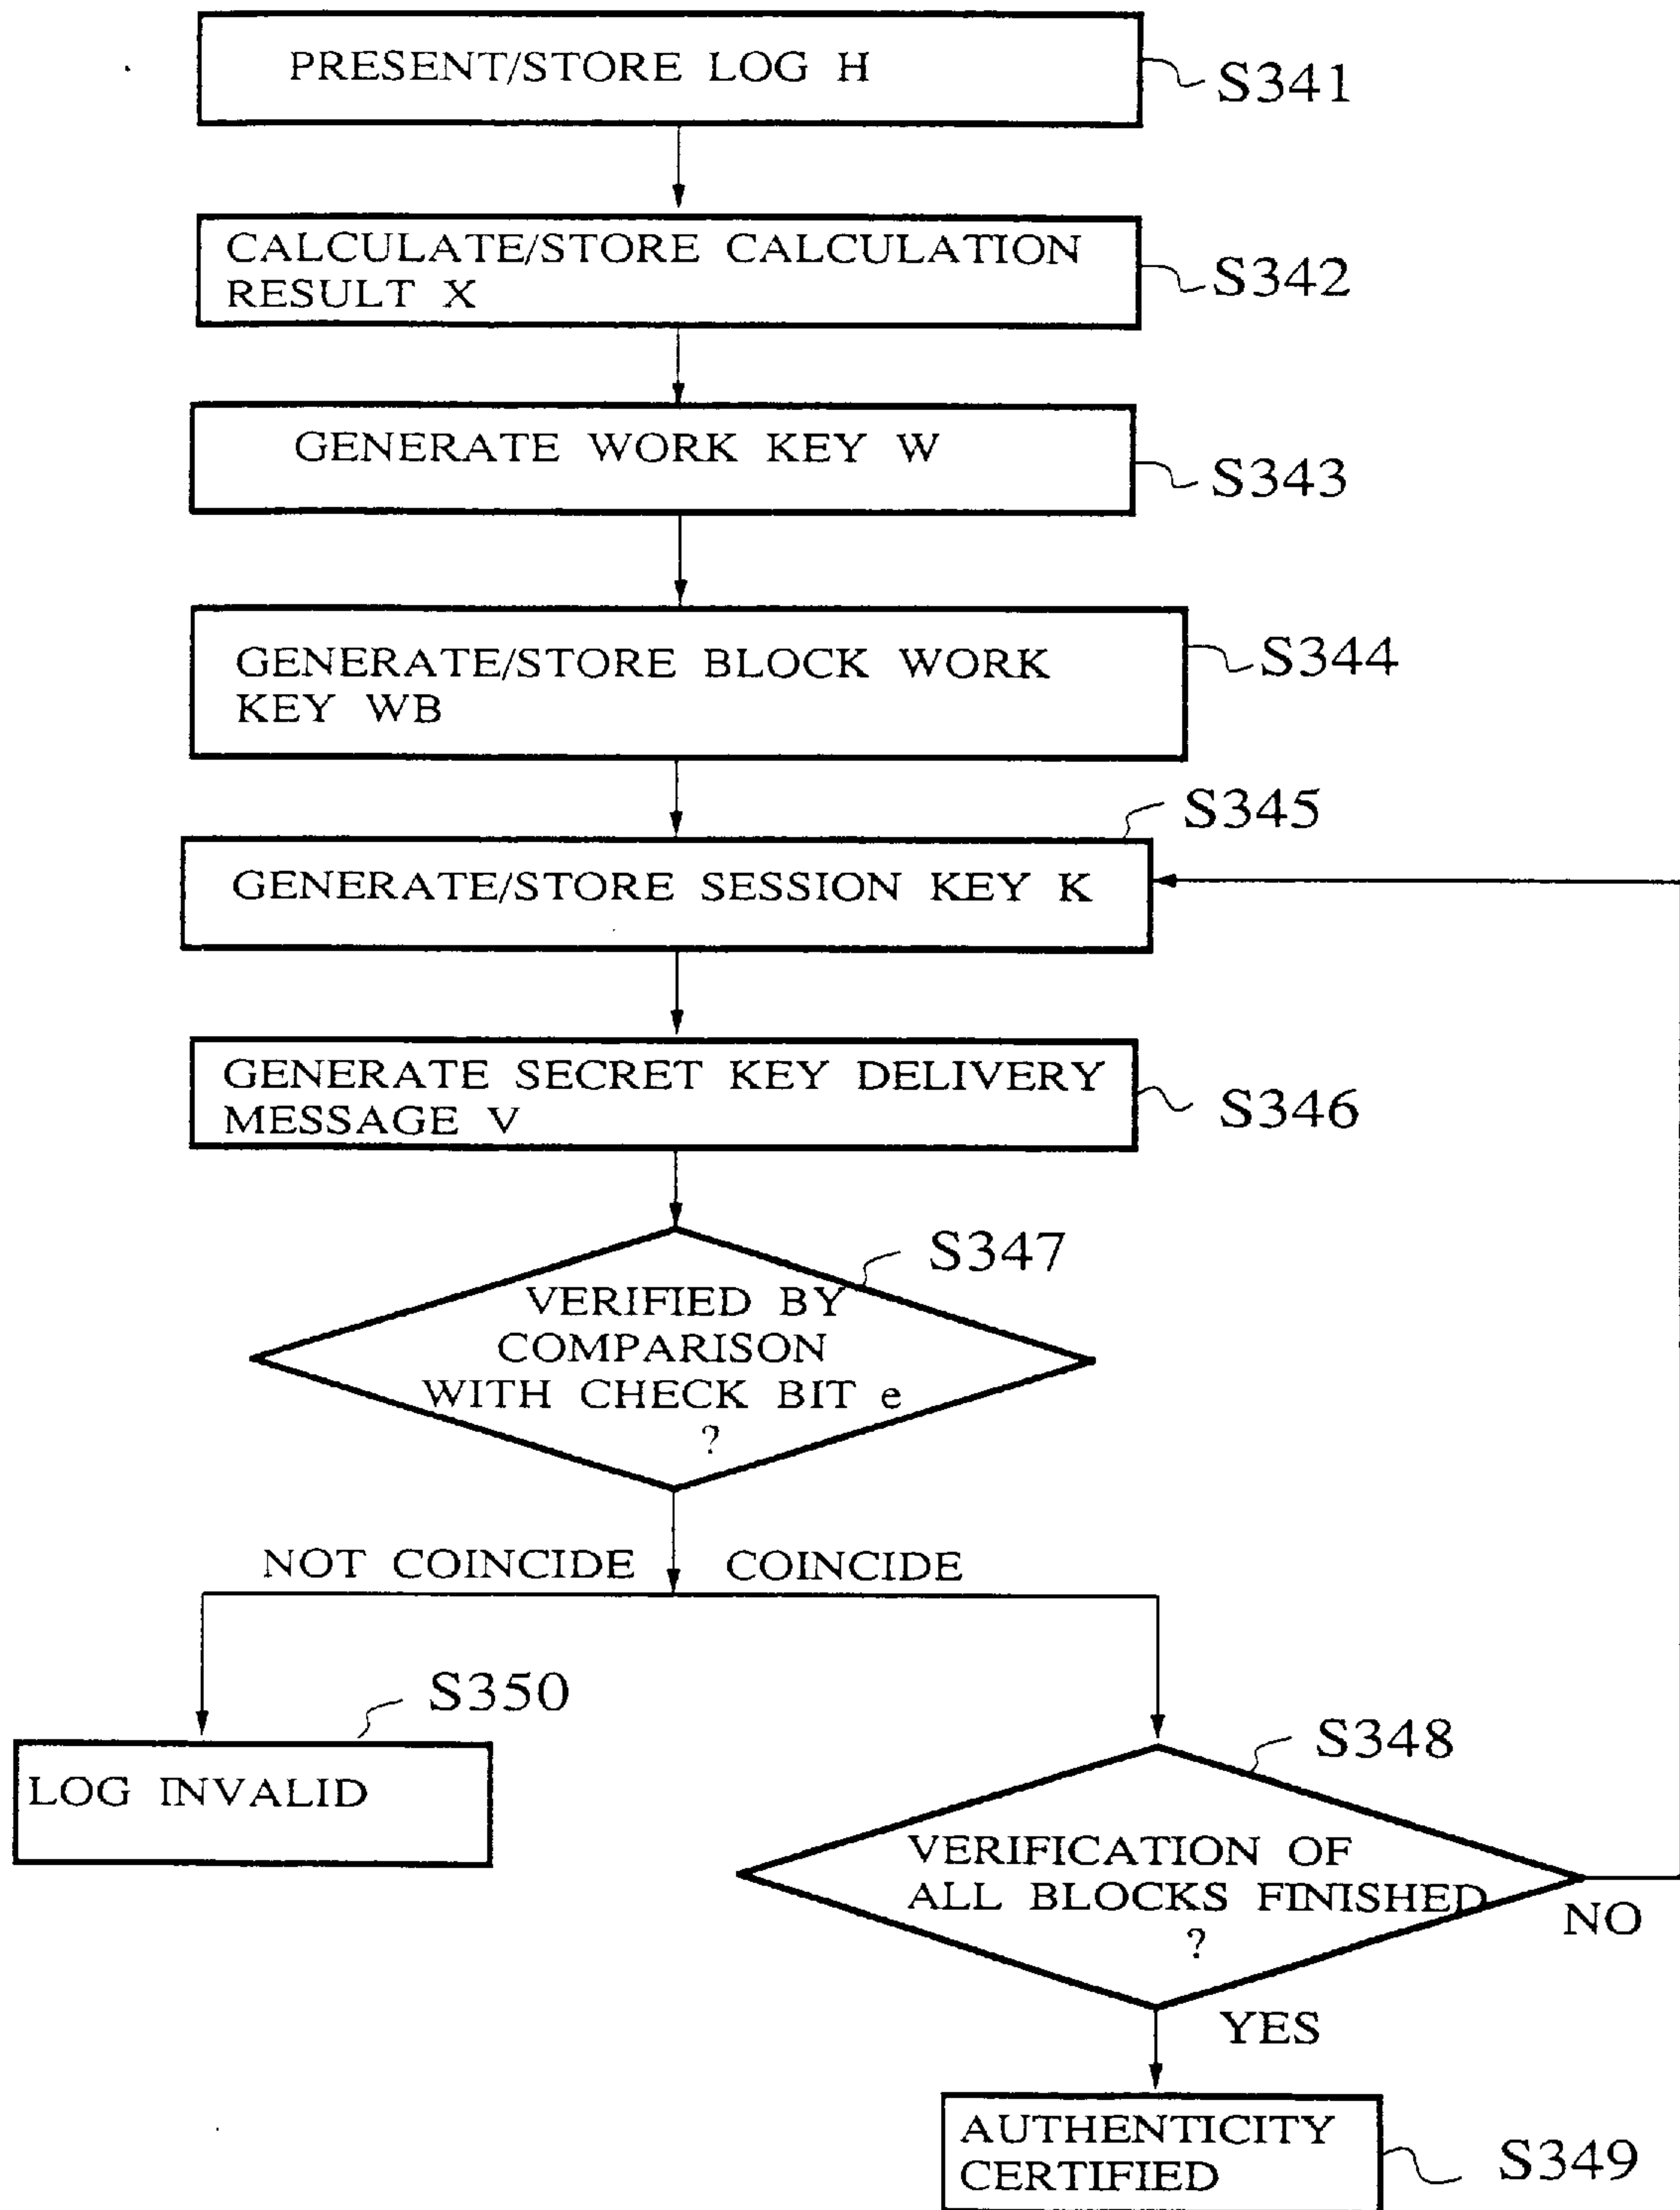 PRESENT/STORE LOG H
S341
CALCULATE/STORE CALCULATION
RESULT X
S342
GENERATE WORK KEY W
S343
GENERATE/STORE BLOCK WORK
KEY WB
S344
S345
GENERATE/STORE SESSION KEY K
GENERATE SECRET KEY DELIVERY
MESSAGE V
S346
S347
VERIFIED BY
COMPARISON
WITH CHECK BIT e
?
NOT COINCIDE
COINCIDE
S350
LOG INVALID
S348
VERIFICATION OF
ALL BLOCKS FINISHED
?
NO
YES
AUTHENTICITY
CERTIFIED
S349